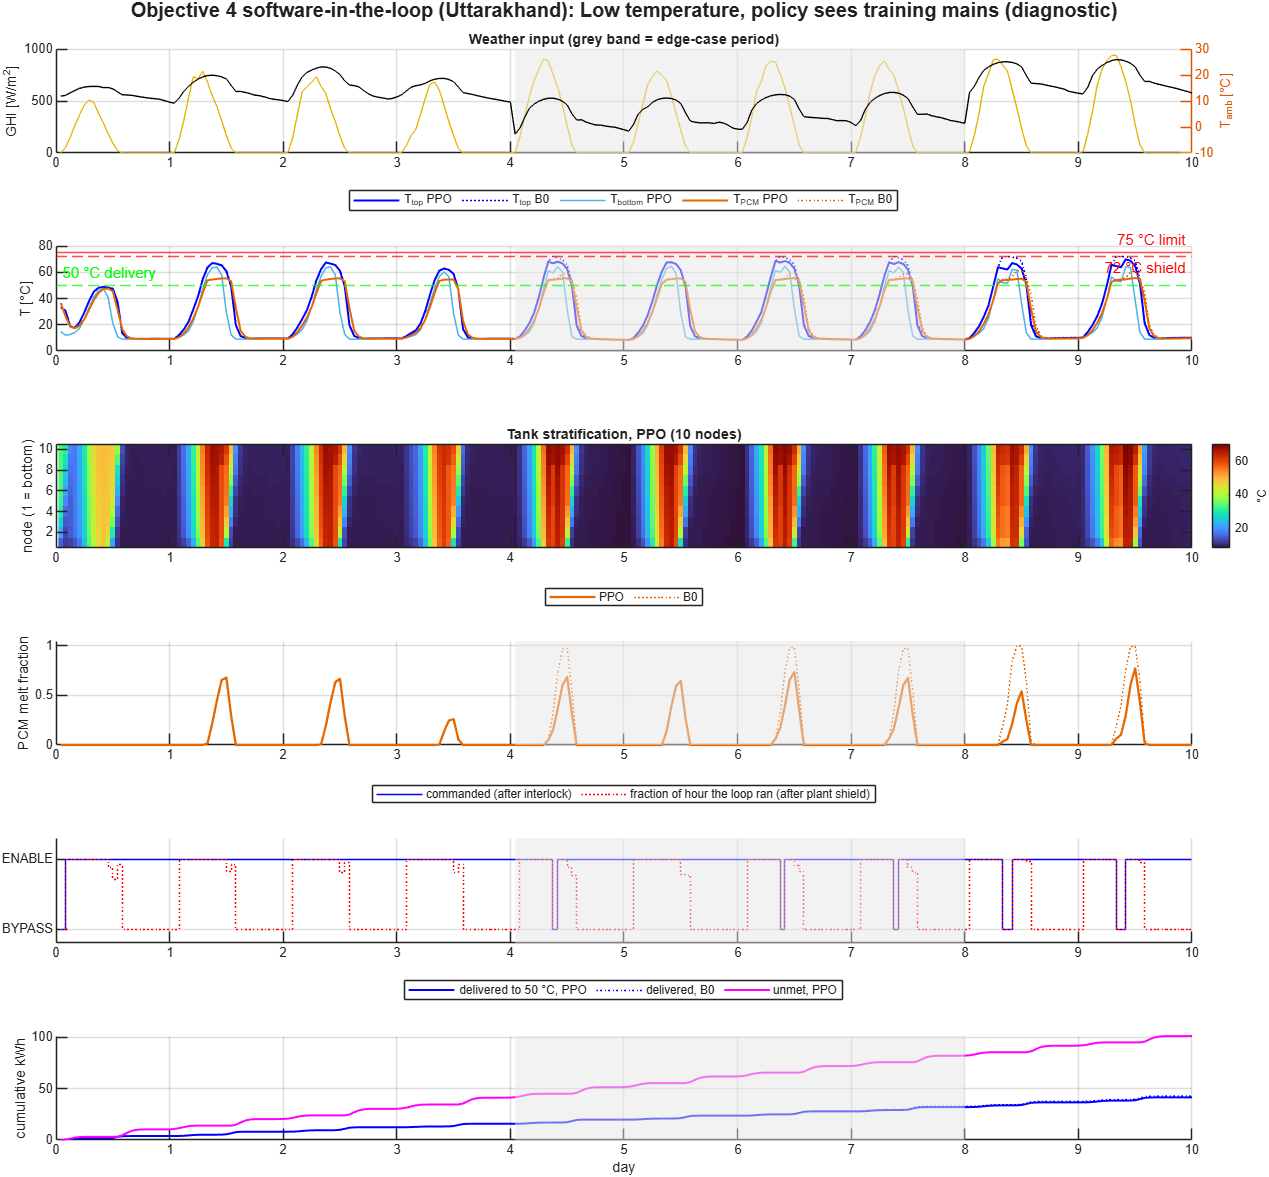 Objective 4 software-in-the-loop (Uttarakhand): Low temperature, policy sees training mains (diagnostic)
Weather input (grey band = edge-case period)
GHI [W/m²]
1000
500
0
30
20
10
0
-10
T_amb [°C]
0 1 2 3 4 5 6 7 8 9 10
T_top PPO T_top B0 T_bottom PPO T_PCM PPO T_PCM B0
T [°C]
80
60
40
20
0
75 °C limit
72 °C shield
50 °C delivery
0 1 2 3 4 5 6 7 8 9 10
Tank stratification, PPO (10 nodes)
node (1 = bottom)
10
8
6
4
2
60
40
20
°C
0 1 2 3 4 5 6 7 8 9 10
PPO B0
PCM melt fraction
1
0.5
0
0 1 2 3 4 5 6 7 8 9 10
commanded (after interlock) fraction of hour the loop ran (after plant shield)
ENABLE
BYPASS
0 1 2 3 4 5 6 7 8 9 10
delivered to 50 °C, PPO delivered, B0 unmet, PPO
cumulative kWh
100
50
0
0 1 2 3 4 5 6 7 8 9 10
day